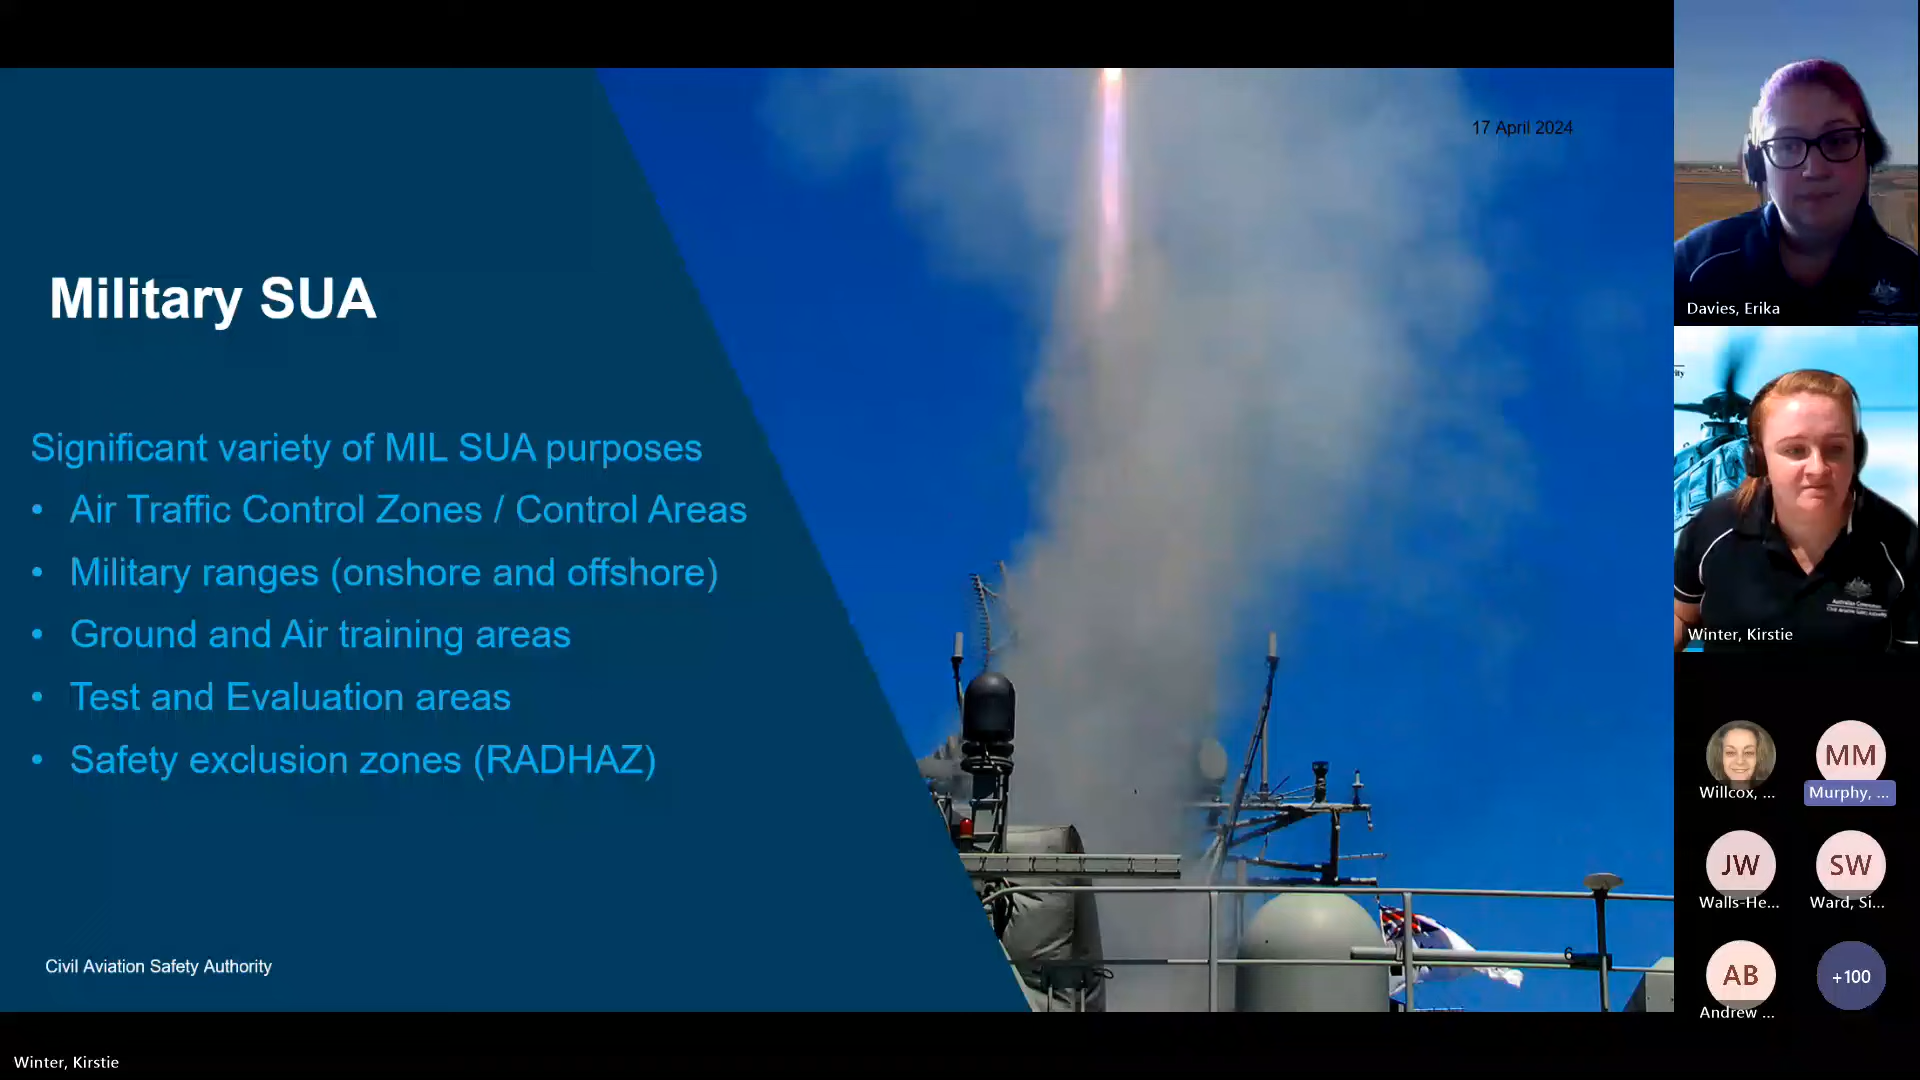 17 April 2024
Military SUA
Significant variety of MIL SUA purposes
• Air Traffic Control Zones / Control Areas
• Military ranges (onshore and offshore)
• Ground and Air training areas
• Test and Evaluation areas
• Safety exclusion zones (RADHAZ)
Civil Aviation Safety Authority
6
Davies, Erika
Winter, Kirstie
Willcox, ...
MM
Murphy, ...
JW
Walls-He...
SW
Ward, Si...
AB
Andrew ...
+100
Winter, Kirstie